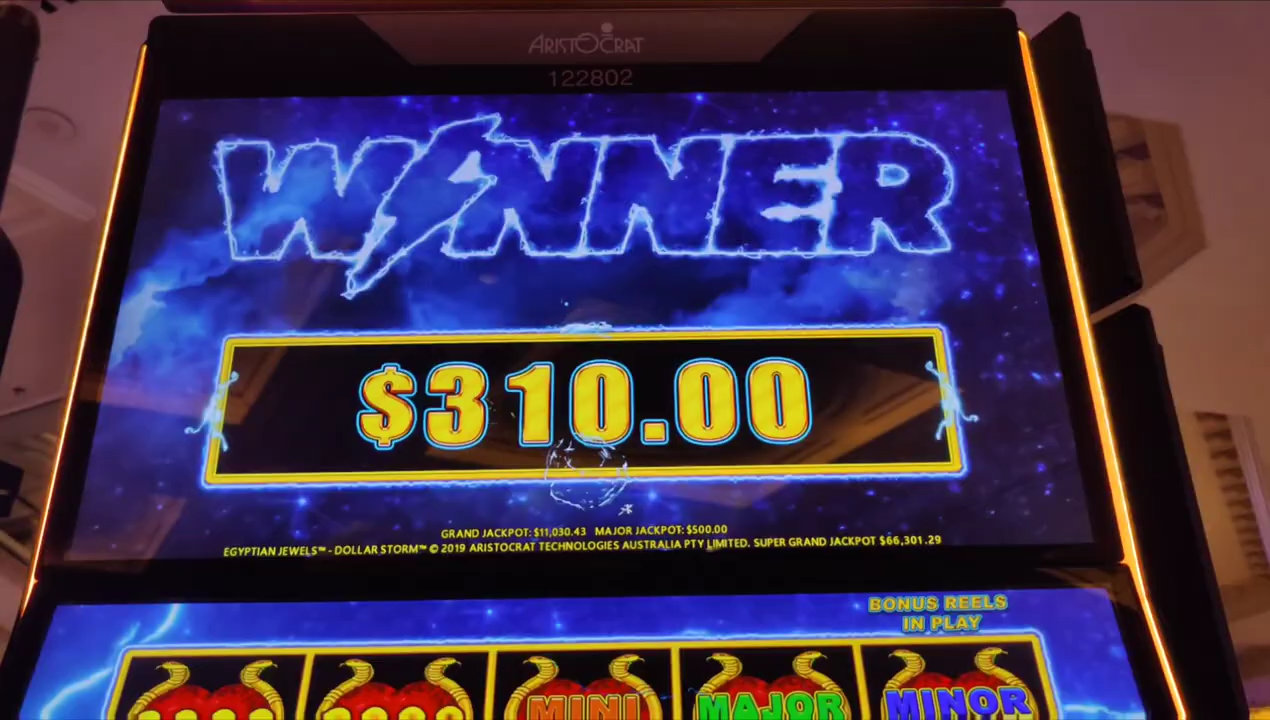 ARISTOCRAT
122802
WINNER
$310.00
GRAND JACKPOT: $11,030.43 MAJOR JACKPOT: $500.00
EGYPTIAN JEWELS™ - DOLLAR STORM™ © 2019 ARISTOCRAT TECHNOLOGIES AUSTRALIA PTY LIMITED. SUPER GRAND JACKPOT $66,301.29
BONUS REELS
IN PLAY
MINI MAJOR MINOR